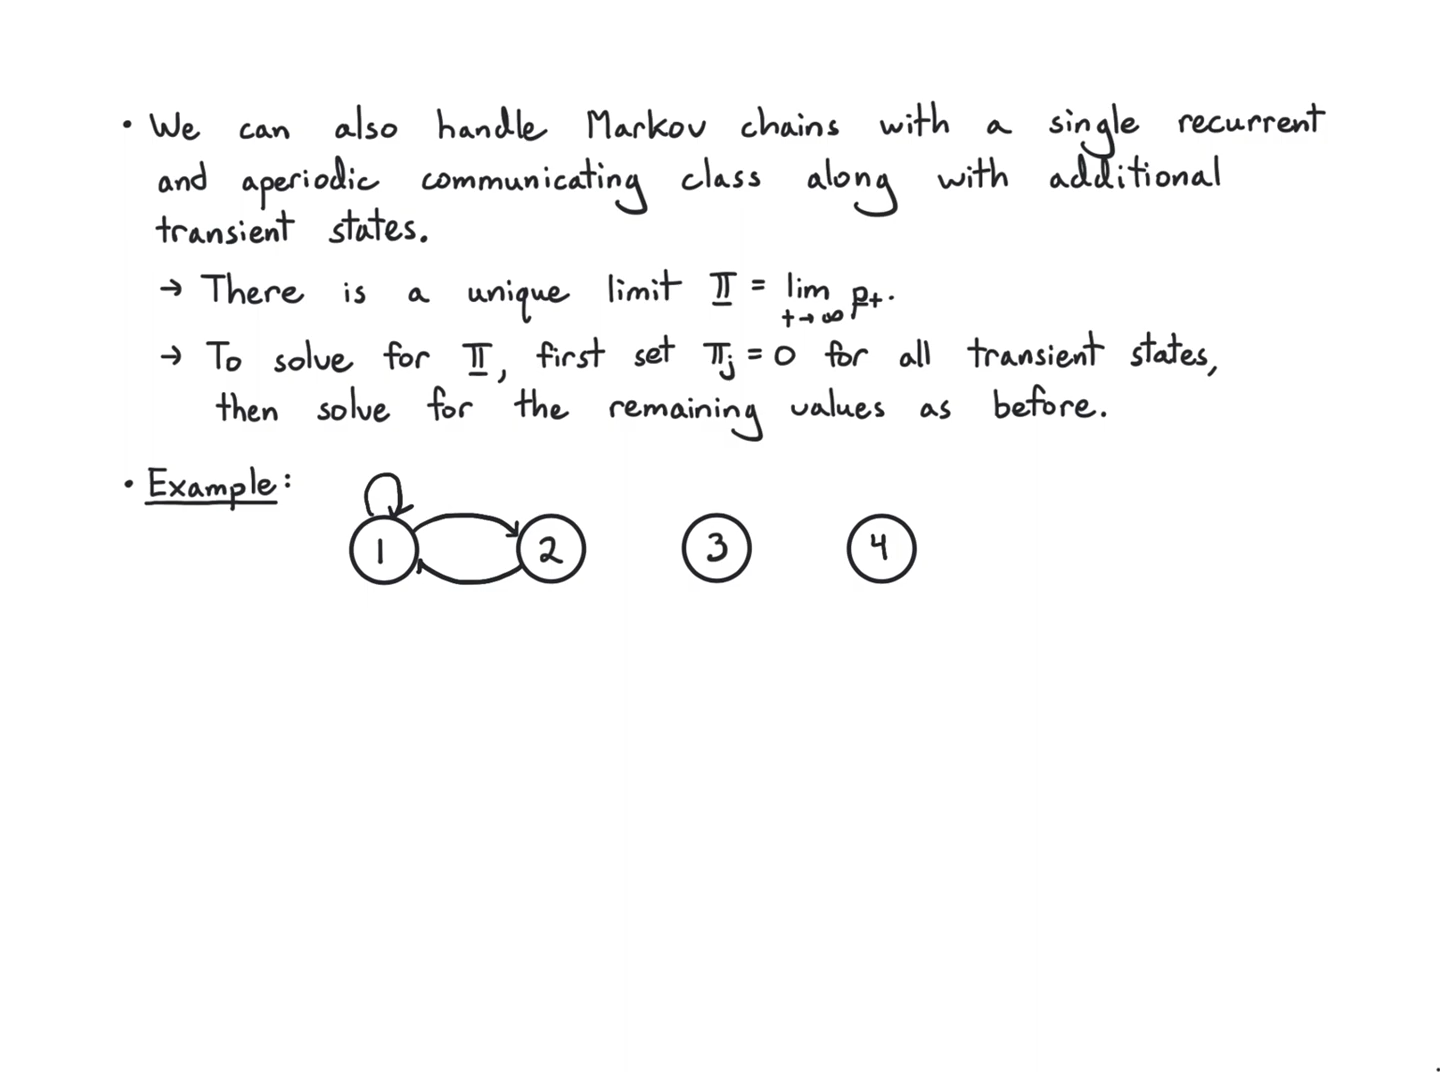 • We can also handle Markov chains with a single recurrent
and aperiodic communicating class along with additional
transient states.
→ There is a unique limit π = lim t→∞ pt.
→ To solve for π, first set πj = 0 for all transient states,
then solve for the remaining values as before.
• Example:
1 2 3 4